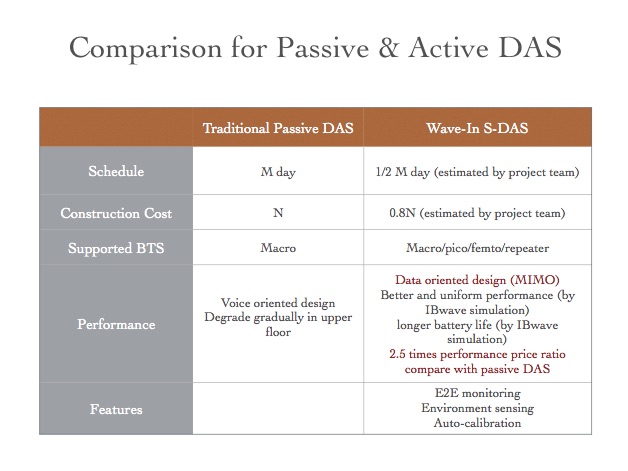 Comparison for Passive & Active DAS
Traditional Passive DAS
Wave-In S-DAS
Schedule
M day
1/2 M day (estimated by project team)
Construction Cost
N
0.8N (estimated by project team)
Supported BTS
Macro
Macro/pico/femto/repeater
Performance
Voice oriented design
Degrade gradually in upper
floor
Data oriented design (MIMO)
Better and uniform performance (by
IBwave simulation)
longer battery life (by IBwave
simulation)
2.5 times performance price ratio
compare with passive DAS
Features
E2E monitoring
Environment sensing
Auto-calibration